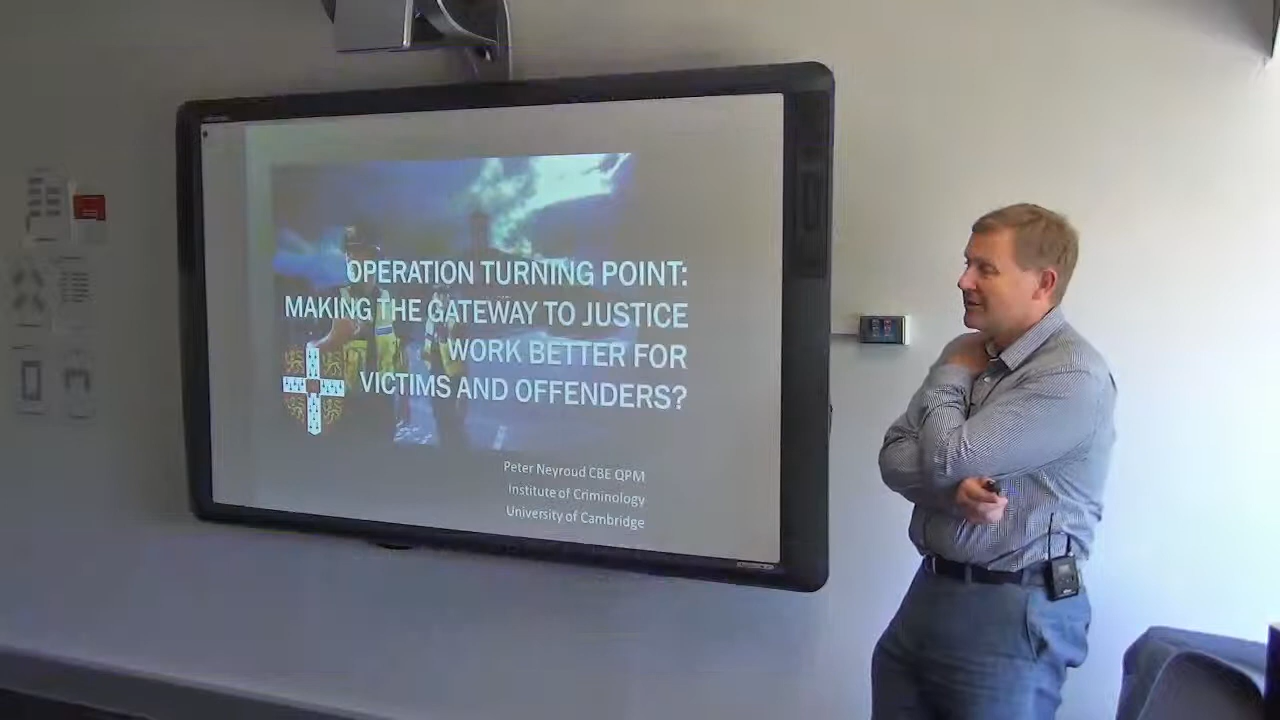 OPERATION TURNING POINT:
MAKING THE GATEWAY TO JUSTICE
WORK BETTER FOR
VICTIMS AND OFFENDERS?
Peter Neyroud CBE QPM
Institute of Criminology
University of Cambridge